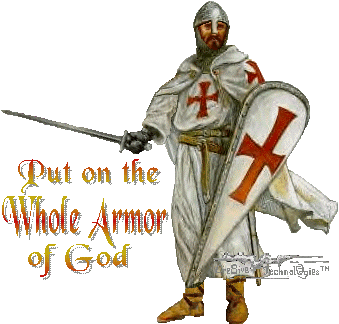 Put on the
Whole Armor
of God